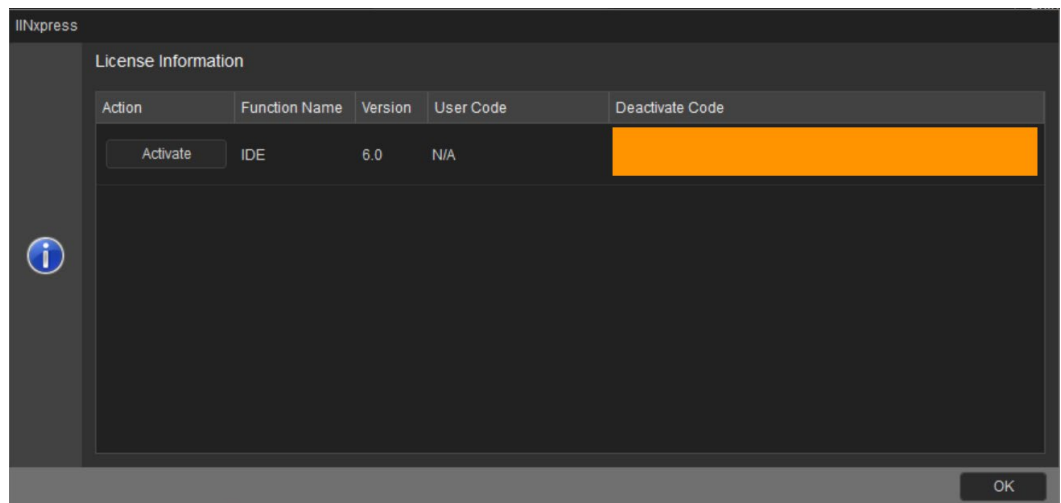 IINxpress
License Information
Action Function Name Version User Code Deactivate Code
Activate IDE 6.0 N/A
OK